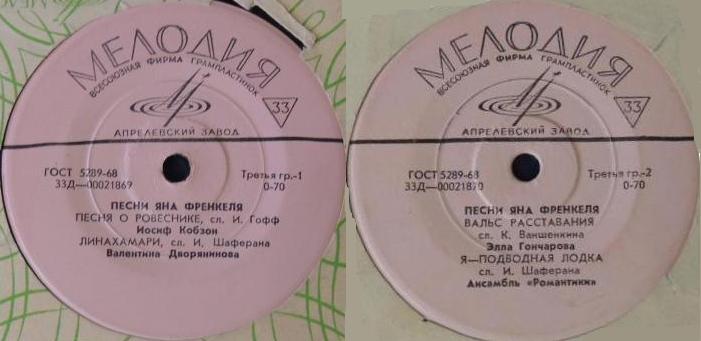 МЕЛОДИЯ
ВСЕСОЮЗНАЯ ФИРМА ГРАМПЛАСТИНОК
33
АПРЕЛЕВСКИЙ ЗАВОД
ГОСТ 5289-68
33Д—00021869
Третья гр.-1
0-70
ПЕСНИ ЯНА ФРЕНКЕЛЯ
ПЕСНЯ О РОВЕСНИКЕ, сл. И. Гофф
Иосиф Кобзон
ЛИНАХАМАРИ, сл. И. Шаферана
Валентина Дворянинова
МЕЛОДИЯ
ВСЕСОЮЗНАЯ ФИРМА ГРАМПЛАСТИНОК
33
АПРЕЛЕВСКИЙ ЗАВОД
ГОСТ 5289-68
33Д—00021870
Третья гр.-2
0-70
ПЕСНИ ЯНА ФРЕНКЕЛЯ
ВАЛЬС РАССТАВАНИЯ
сл. К. Ваншенкина
Элла Гончарова
Я—ПОДВОДНАЯ ЛОДКА
сл. И. Шаферана
Ансамбль «Романтики»